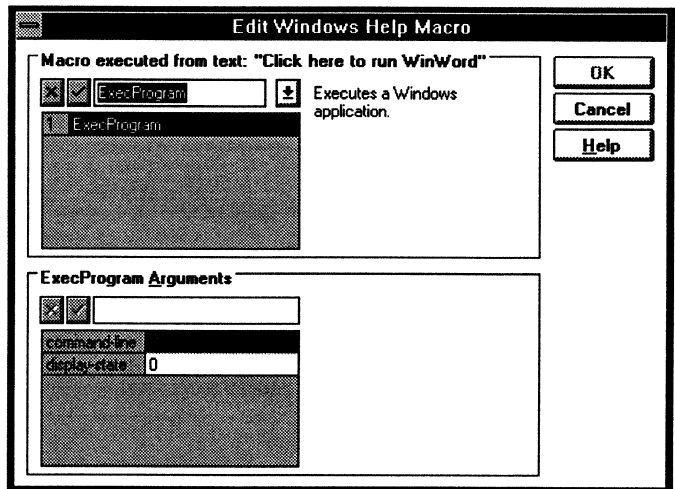 Edit Windows Help Macro
Macro executed from text: "Click here to run WinWord"
ExecProgram
Executes a Windows
application.
1 ExecProgram
OK
Cancel
Help
ExecProgram Arguments
command-line
display-state 0